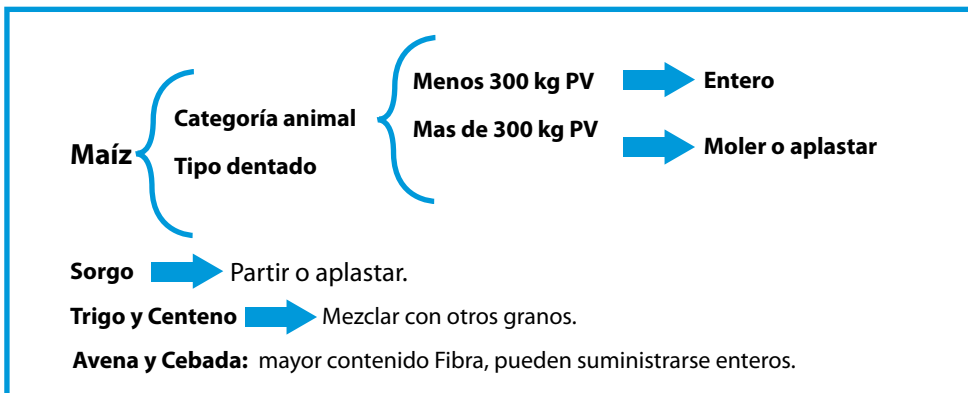 Menos 300 kg PV Entero
Categoría animal Mas de 300 kg PV
Maíz Moler o aplastar
Tipo dentado
Sorgo Partir o aplastar.
Trigo y Centeno Mezclar con otros granos.
Avena y Cebada: mayor contenido Fibra, pueden suministrarse enteros.